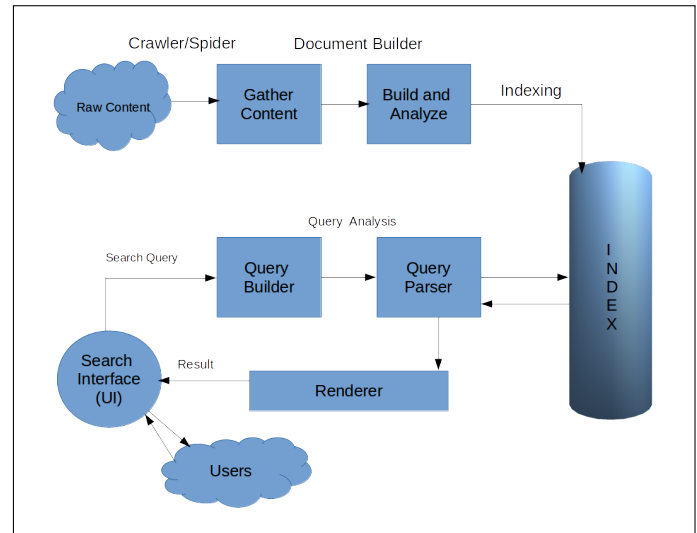 Crawler/Spider
Document Builder
Raw Content
Gather
Content
Build and
Analyze
Indexing
Query Analysis
Search Query
Query
Builder
Query
Parser
I
N
D
E
X
Search
Interface
(UI)
Result
Renderer
Users